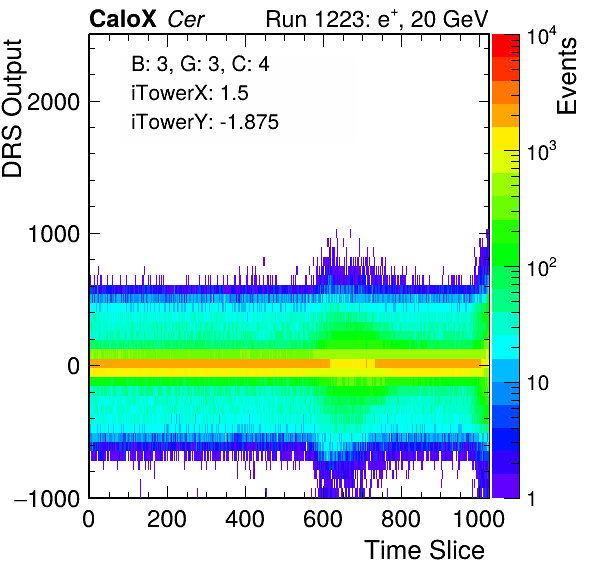 CaloX Cer Run 1223: e⁺, 20 GeV
B: 3, G: 3, C: 4
iTowerX: 1.5
iTowerY: -1.875
DRS Output
2000
1000
0
−1000
0 200 400 600 800 1000
Time Slice
Events
10⁴
10³
10²
10
1